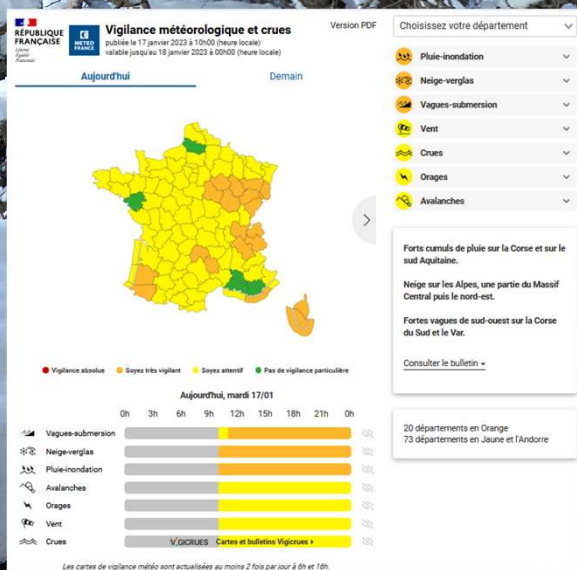 RÉPUBLIQUE
FRANÇAISE
Liberté
Égalité
Fraternité
METEO
FRANCE
Vigilance météorologique et crues
publiée le 17 janvier 2023 à 10h00 (heure locale)
valable jusqu'au 18 janvier 2023 à 00h00 (heure locale)
Version PDF
Aujourd'hui
Demain
Vigilance absolue
Soyez très vigilant
Soyez attentif
Pas de vigilance particulière
Aujourd'hui, mardi 17/01
0h 3h 6h 9h 12h 15h 18h 21h 0h
Vagues-submersion
Neige-verglas
Pluie-inondation
Avalanches
Orages
Vent
Crues
VIGICRUES Cartes et bulletins Vigicrues
Les cartes de vigilance météo sont actualisées au moins 2 fois par jour à 6h et 16h.
Choisissez votre département
Pluie-inondation
Neige-verglas
Vagues-submersion
Vent
Crues
Orages
Avalanches
Forts cumuls de pluie sur la Corse et sur le
sud Aquitaine.
Neige sur les Alpes, une partie du Massif
Central puis le nord-est.
Fortes vagues de sud-ouest sur la Corse
du Sud et le Var.
Consulter le bulletin
20 départements en Orange
73 départements en Jaune et l'Andorre